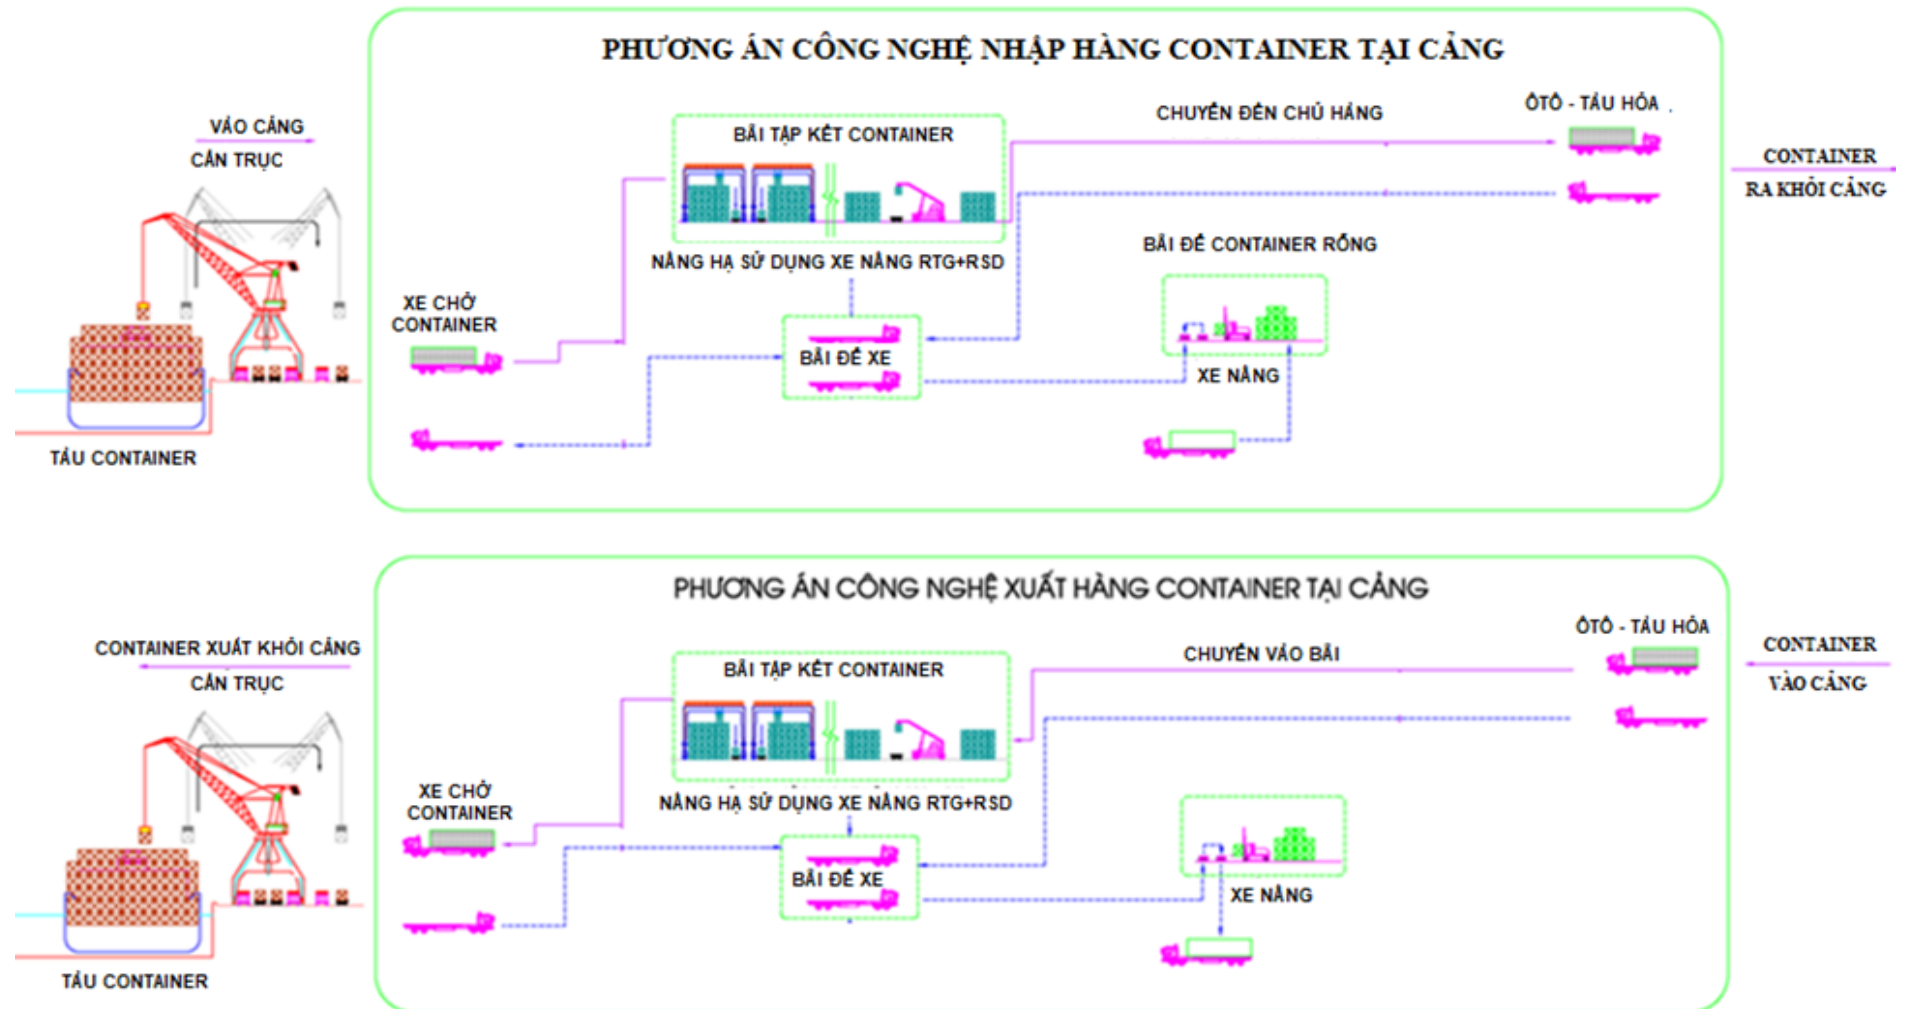 PHƯƠNG ÁN CÔNG NGHỆ NHẬP HÀNG CONTAINER TẠI CẢNG
VÀO CẢNG
CẦN TRỤC
TÀU CONTAINER
XE CHỞ
CONTAINER
BÃI TẬP KẾT CONTAINER
NÂNG HẠ SỬ DỤNG XE NÂNG RTG+RSD
BÃI ĐỂ XE
CHUYỂN ĐẾN CHỦ HÀNG
ÔTÔ - TÀU HỎA
BÃI ĐỂ CONTAINER RỖNG
XE NÂNG
CONTAINER
RA KHỎI CẢNG
PHƯƠNG ÁN CÔNG NGHỆ XUẤT HÀNG CONTAINER TẠI CẢNG
CONTAINER XUẤT KHỎI CẢNG
CẦN TRỤC
TÀU CONTAINER
XE CHỞ
CONTAINER
BÃI TẬP KẾT CONTAINER
NÂNG HẠ SỬ DỤNG XE NÂNG RTG+RSD
BÃI ĐỂ XE
CHUYỂN VÀO BÃI
ÔTÔ - TÀU HỎA
XE NÂNG
CONTAINER
VÀO CẢNG